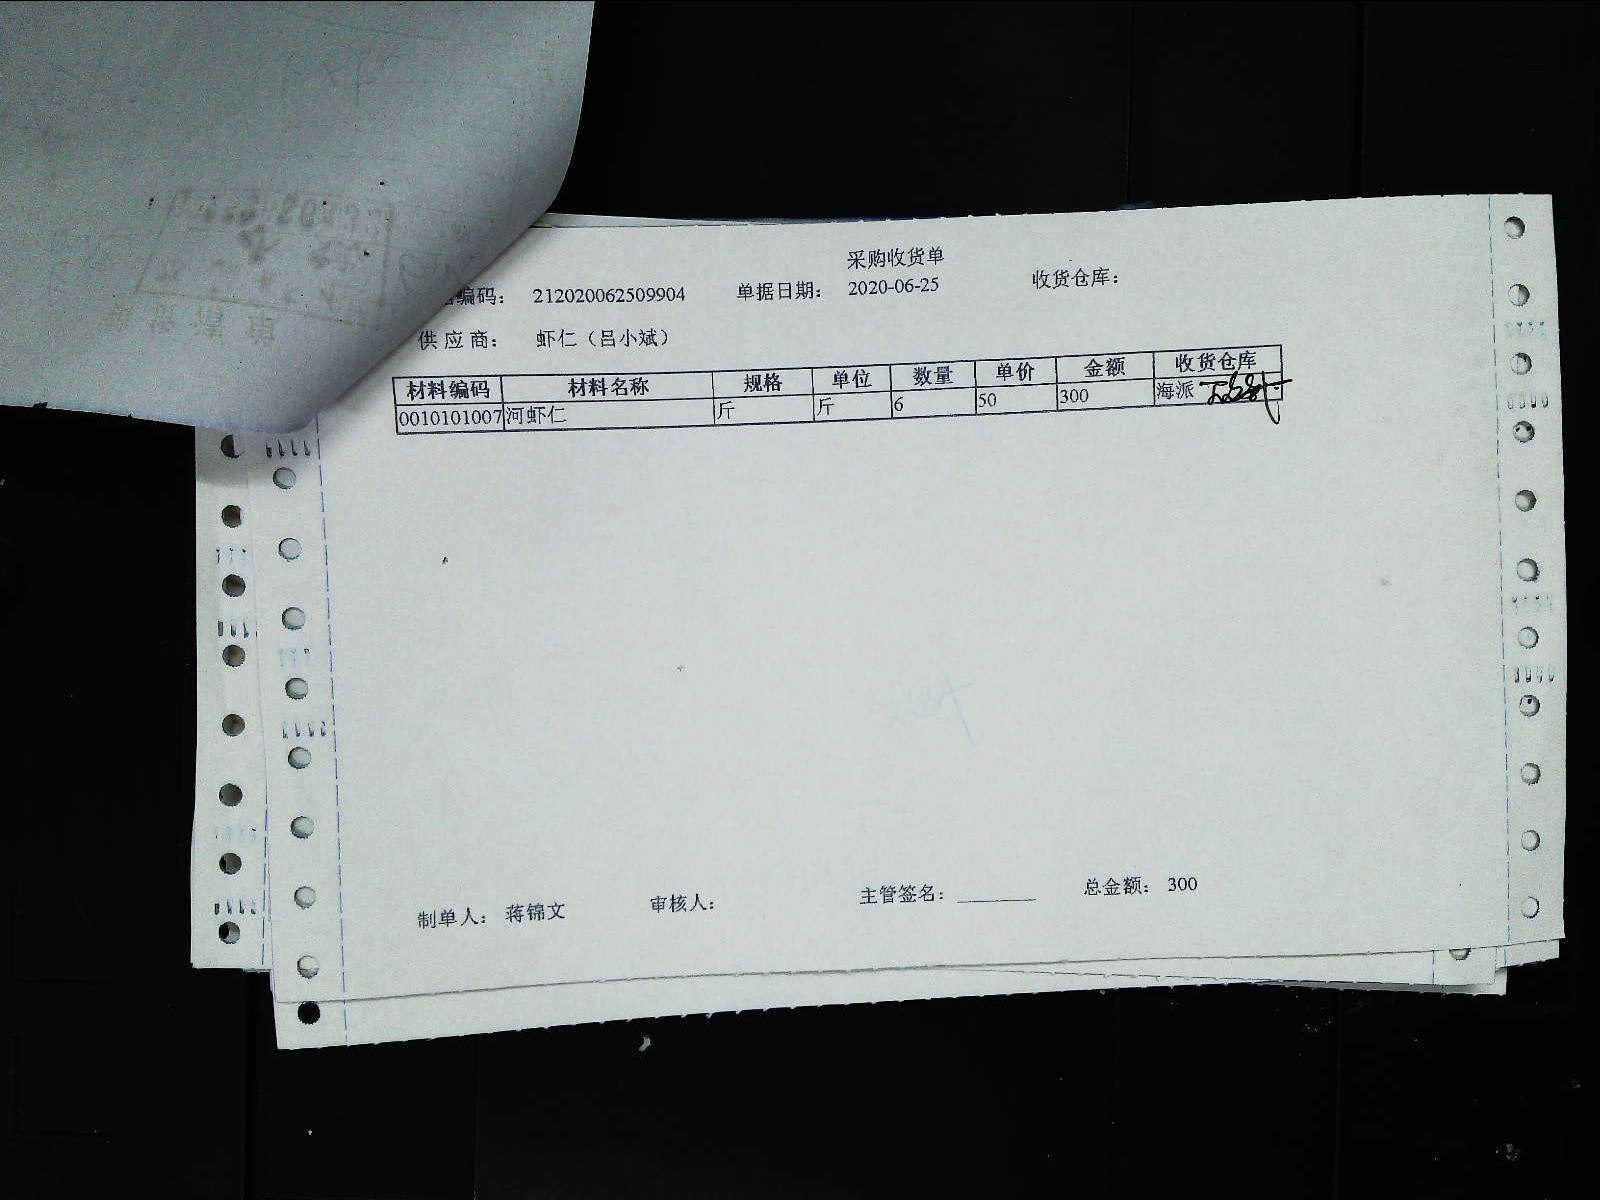 采购收货单
编码： 212020062509904 单据日期： 2020-06-25 收货仓库：
供应商： 虾仁（吕小斌）
材料编码 材料名称 规格 单位 数量 单价 金额 收货仓库
0010101007 河虾仁 斤 斤 6 50 300 海派
制单人： 蒋锦文 审核人： 主管签名： ______ 总金额： 300